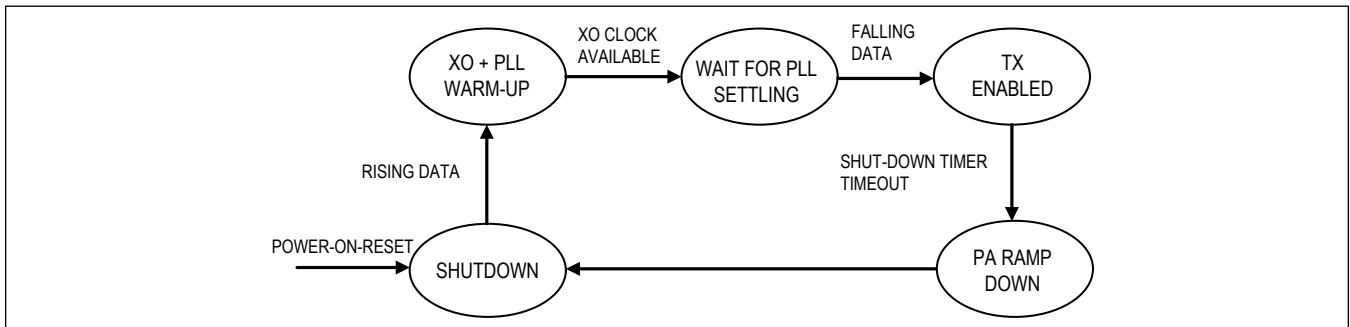 XO CLOCK
AVAILABLE
FALLING
DATA
XO + PLL
WARM-UP
WAIT FOR PLL
SETTLING
TX
ENABLED
RISING DATA
SHUT-DOWN TIMER
TIMEOUT
POWER-ON-RESET
SHUTDOWN
PA RAMP
DOWN